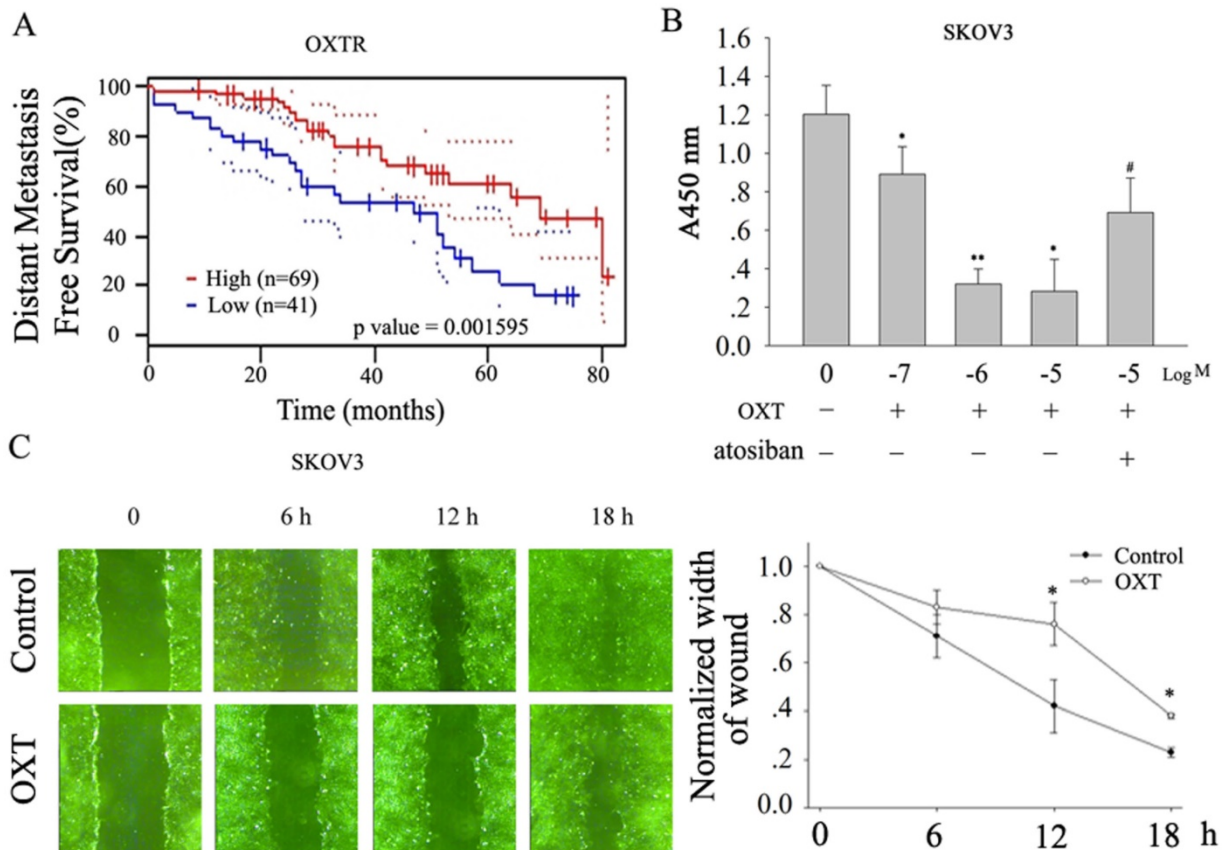 A
OXTR
Distant Metastasis
Free Survival(%)
100
80
60
40
20
0
High (n=69)
Low (n=41)
p value = 0.001595
0
20
40
60
80
Time (months)
B
SKOV3
A450 nm
1.6
1.4
1.2
1.0
.8
.6
.4
.2
0.0
*
**
*
#
0 -7 -6 -5 -5 Log M
OXT − + + + +
atosiban − − − − +
C
SKOV3
0 6 h 12 h 18 h
Control
OXT
Normalized width
of wound
1.0
.8
.6
.4
.2
0.0
Control
OXT
*
*
0 6 12 18 h